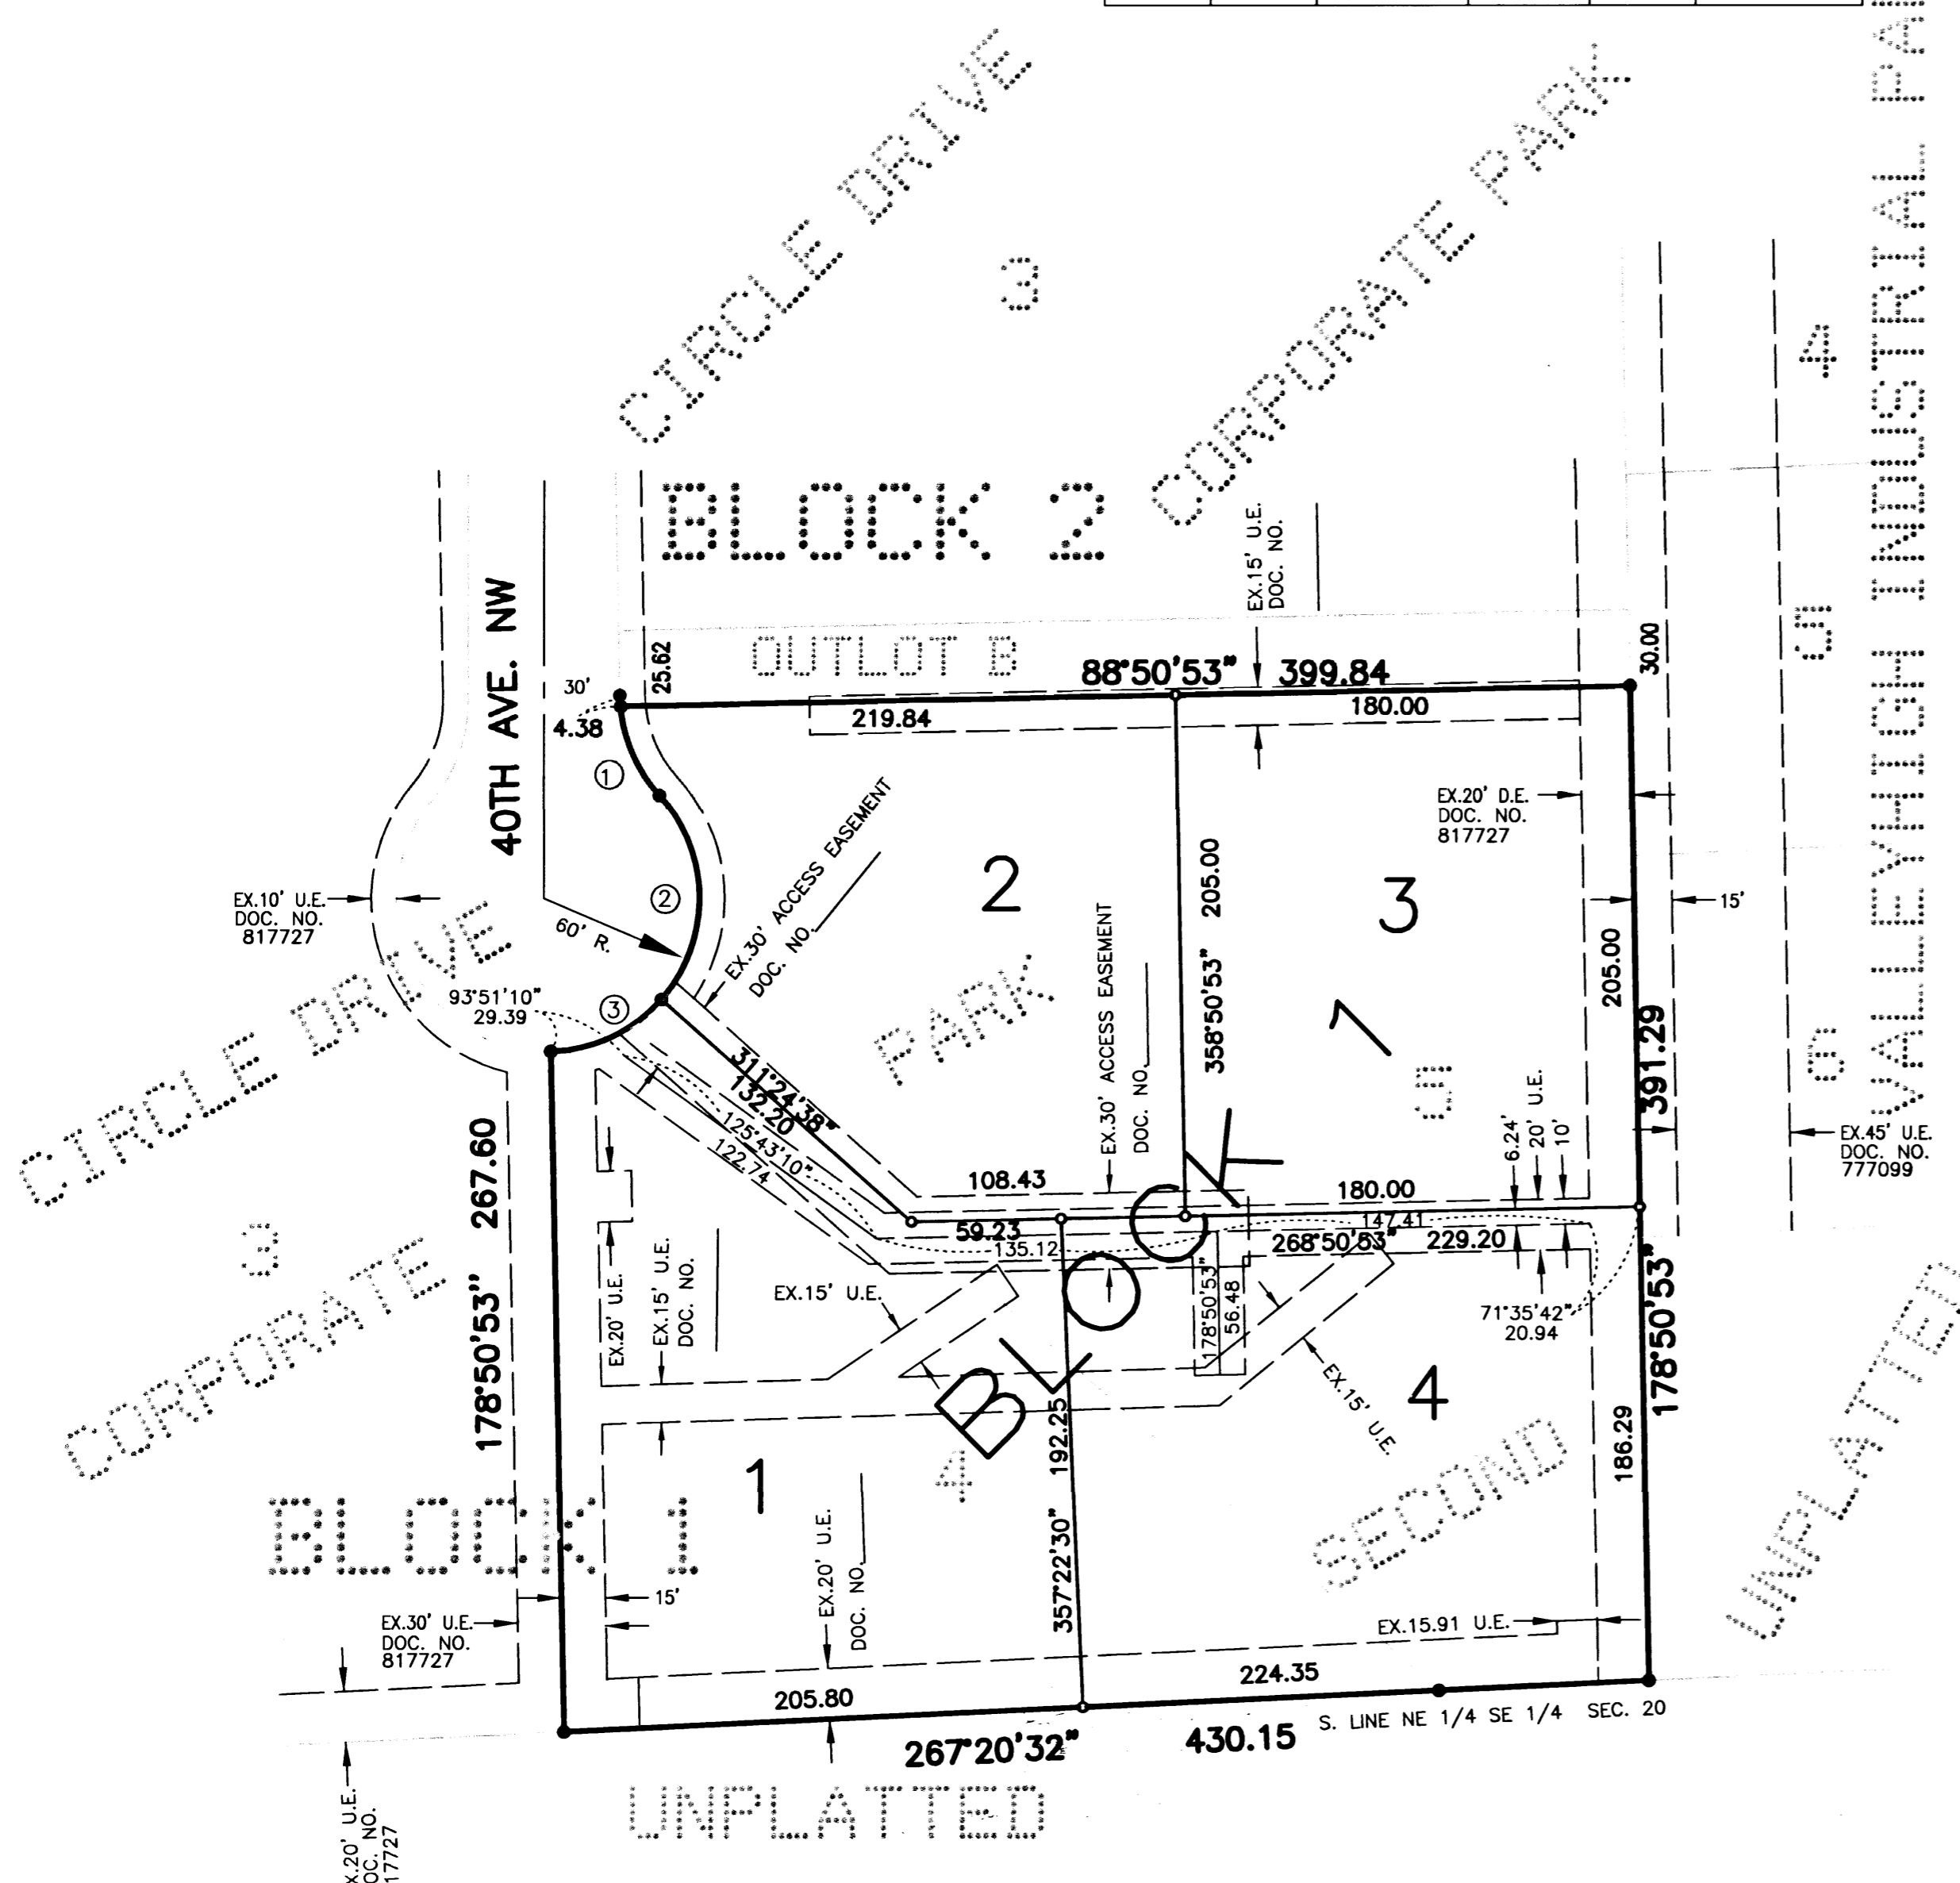 CIRCLE DRIVE
CORPORATE PARK
3
4
VALLEYHIGH INDUSTRIAL
BLOCK 2
EX.15' U.E.
DOC. NO.
40TH AVE. NW
30'
4.38
25.62
OUTLOT B
88°50'53" 399.84
30.00
5
219.84
180.00
1
EX.20' D.E.
DOC. NO.
817727
EX.30' ACCESS EASEMENT
DOC. NO.
2
3
358°50'53" 205.00
205.00
15'
EX.10' U.E.
DOC. NO.
817727
2
60' R.
CIRCLE DRIVE
93°51'10"
29.39
3
PARK
EX.30' ACCESS EASEMENT
DOC. NO.
1
5
391.29
6
311°24'38"
132.20
125°43'10"
122.74
267.60
178°50'53"
6.24'
20' U.E.
10'
EX.45' U.E.
DOC. NO.
777099
108.43
180.00
59.23
135.12
147.41
268°50'53" 229.20
BLOCK
3
CORPORATE
EX.20' U.E.
EX.15' U.E.
DOC. NO.
EX.15' U.E.
178°50'53"
56.48
71°35'42"
20.94
178°50'53"
186.29
EX.15' U.E.
4
1
4
192.25
357°22'30"
SECOND
UNPLATTED
BLOCK 1
15'
EX.30' U.E.
DOC. NO.
817727
EX.20' U.E.
DOC. NO.
EX.15.91 U.E.
205.80
224.35
267°20'32" 430.15
S. LINE NE 1/4 SE 1/4 SEC. 20
UNPLATTED
X.20' U.E.
OC. NO.
17727